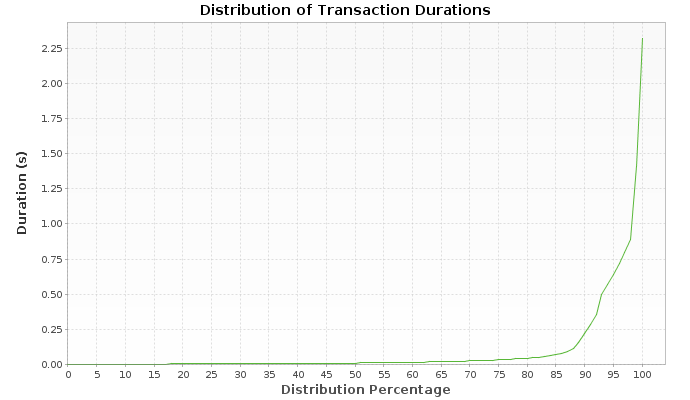 Distribution of Transaction Durations
Duration (s)
2.25
2.00
1.75
1.50
1.25
1.00
0.75
0.50
0.25
0.00
0 5 10 15 20 25 30 35 40 45 50 55 60 65 70 75 80 85 90 95 100
Distribution Percentage